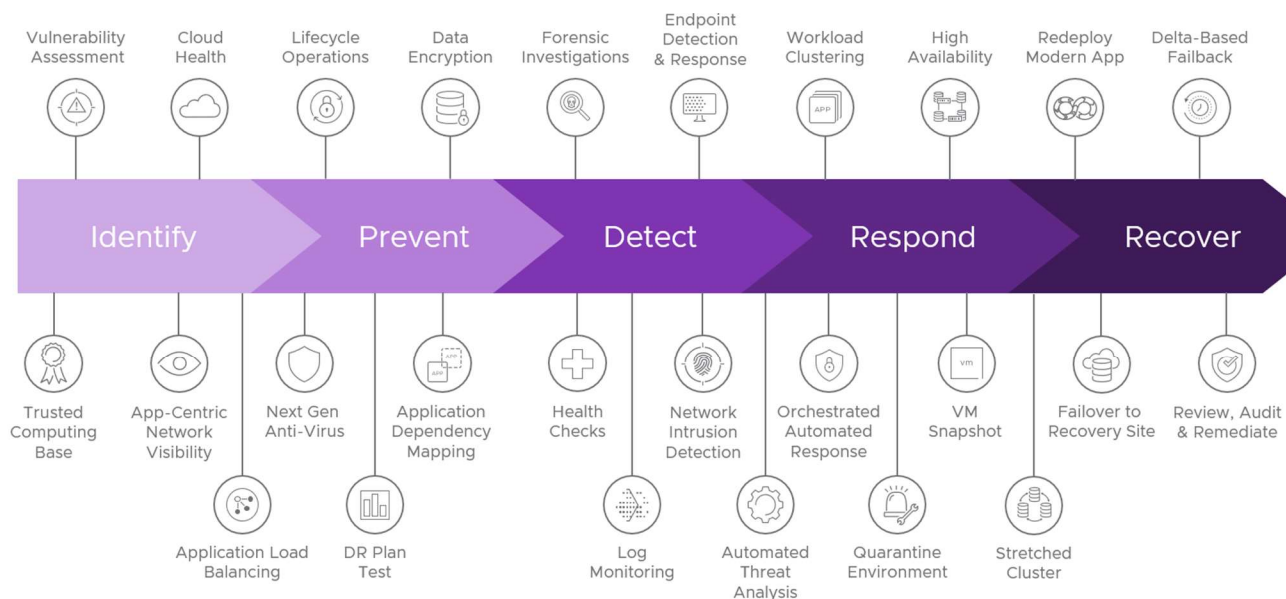 Vulnerability
Assessment
Cloud
Health
Lifecycle
Operations
Data
Encryption
Forensic
Investigations
Endpoint
Detection
& Response
Workload
Clustering
High
Availability
Redeploy
Modern App
Delta-Based
Failback
APP
Identify
Prevent
Detect
Respond
Recover
APP
APP
vm
Trusted
Computing
Base
App-Centric
Network
Visibility
Next Gen
Anti-Virus
Application
Dependency
Mapping
Health
Checks
Network
Intrusion
Detection
Orchestrated
Automated
Response
VM
Snapshot
Failover to
Recovery Site
Review, Audit
& Remediate
Application Load
Balancing
DR Plan
Test
Log
Monitoring
Automated
Threat
Analysis
Quarantine
Environment
Stretched
Cluster